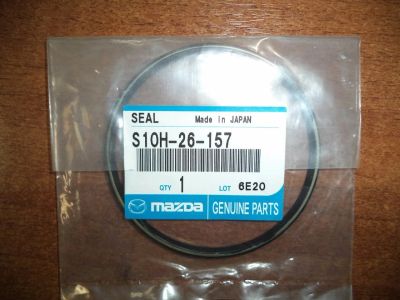 SEAL Made in JAPAN
S10H-26-157
QTY 1 LOT 6E20
mazda GENUINE PARTS